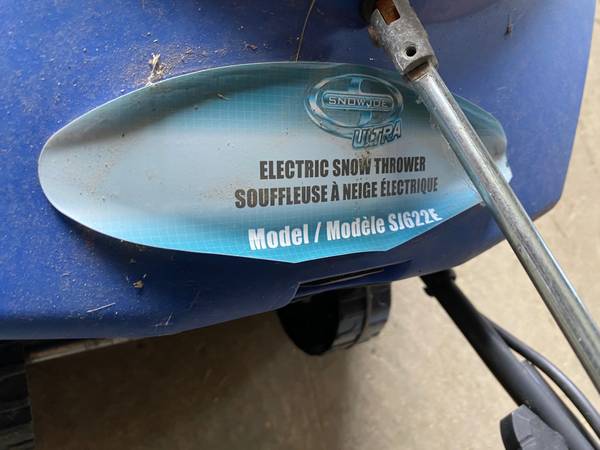 SNOWJOE
ULTRA
ELECTRIC SNOW THROWER
SOUFFLEUSE À NEIGE ÉLECTRIQUE
Model / Modèle SJ622E